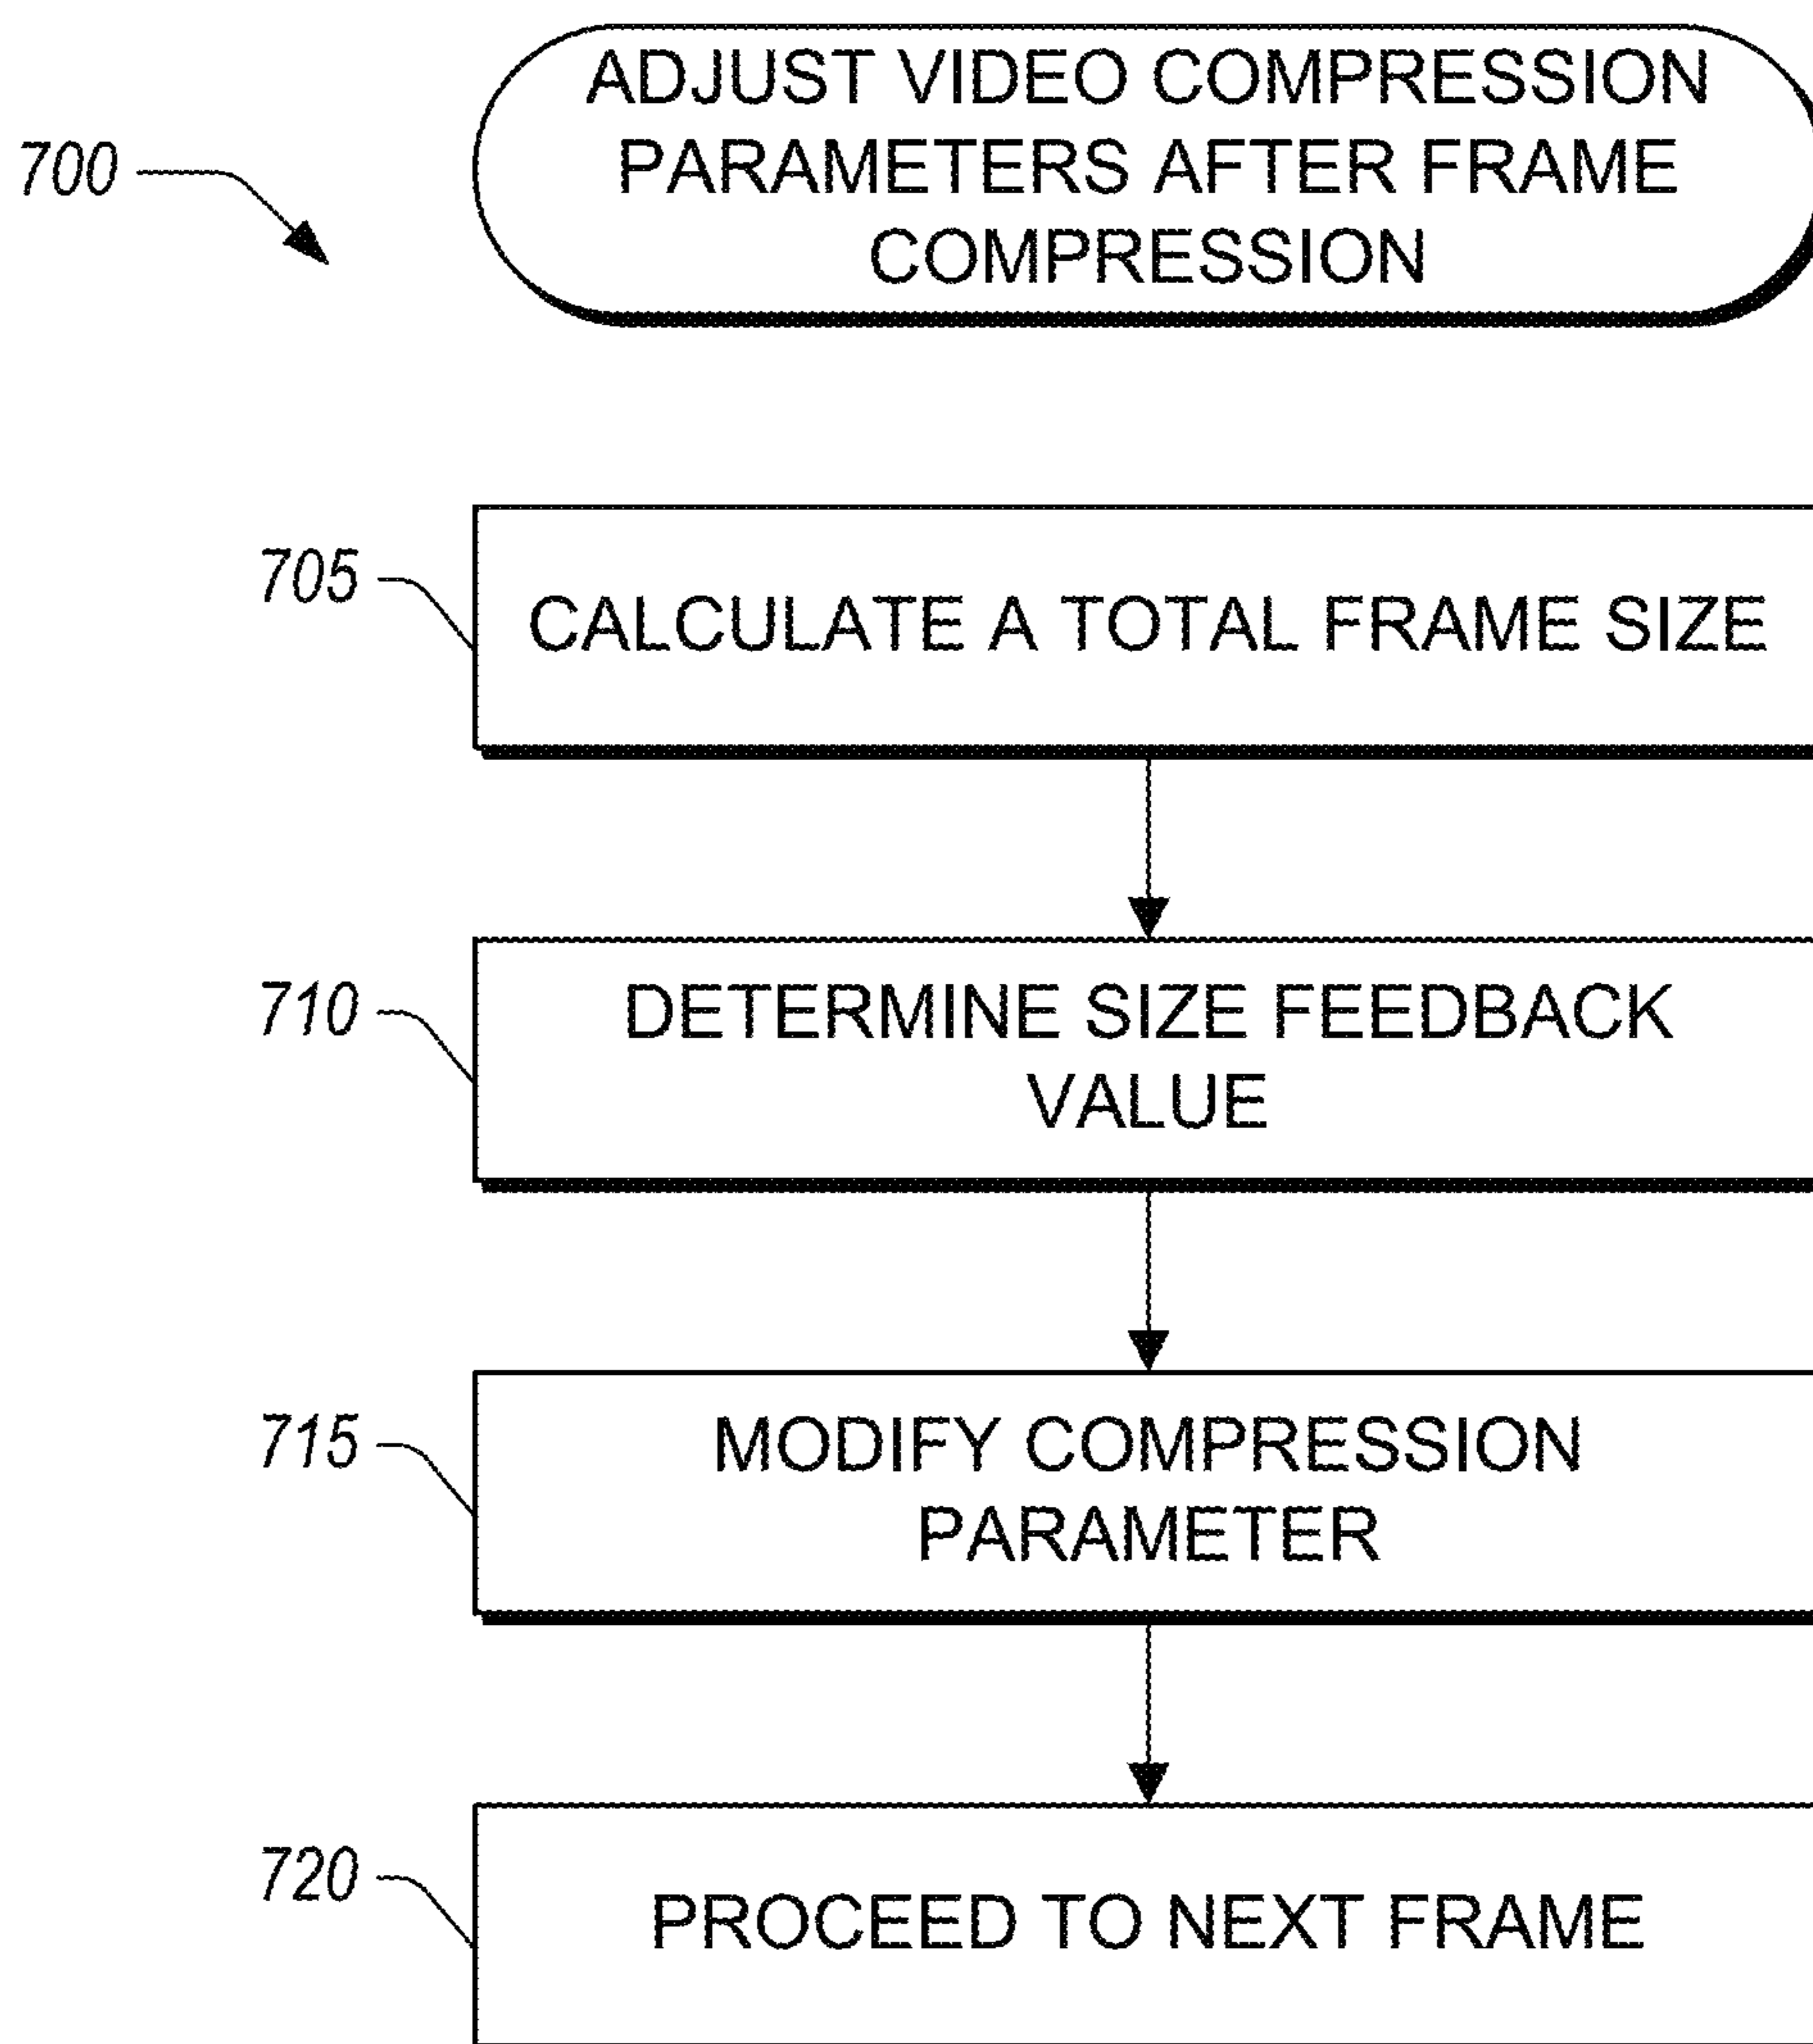 ADJUST VIDEO COMPRESSION
PARAMETERS AFTER FRAME
COMPRESSION
700
705
CALCULATE A TOTAL FRAME SIZE
710
DETERMINE SIZE FEEDBACK
VALUE
715
MODIFY COMPRESSION
PARAMETER
720
PROCEED TO NEXT FRAME